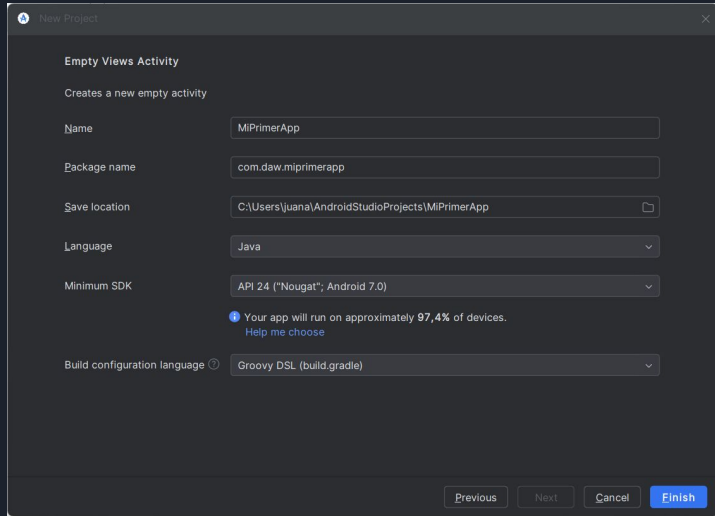 New Project
Empty Views Activity
Creates a new empty activity
Name MiPrimerApp
Package name com.daw.miprimerapp
Save location C:\Users\juana\AndroidStudioProjects\MiPrimerApp
Language Java
Minimum SDK API 24 ("Nougat"; Android 7.0)
Your app will run on approximately 97,4% of devices.
Help me choose
Build configuration language ? Groovy DSL (build.gradle)
Previous Next Cancel Finish